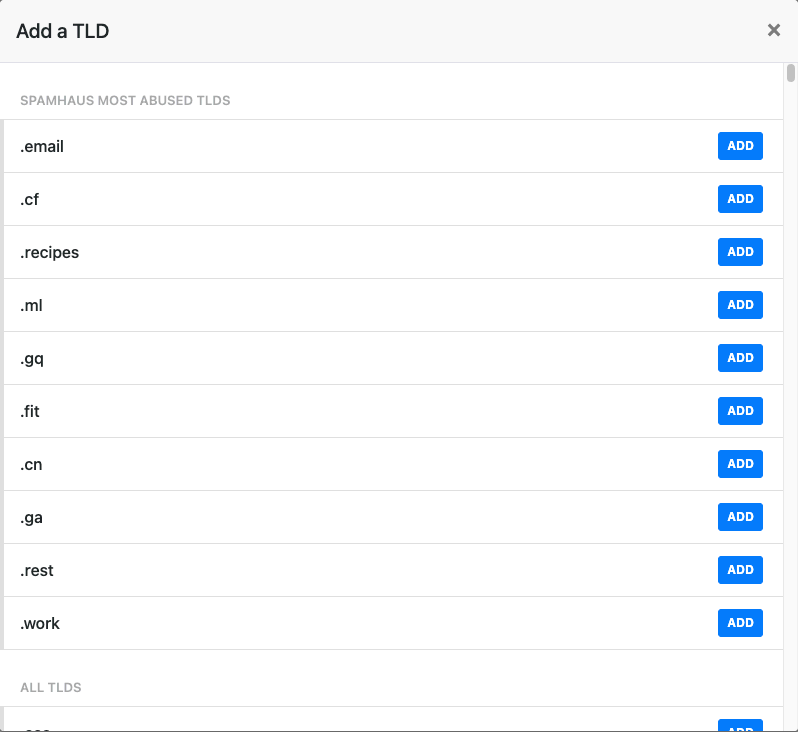 Add a TLD
×
SPAMHAUS MOST ABUSED TLDS
.email ADD
.cf ADD
.recipes ADD
.ml ADD
.gq ADD
.fit ADD
.cn ADD
.ga ADD
.rest ADD
.work ADD
ALL TLDS
ADD